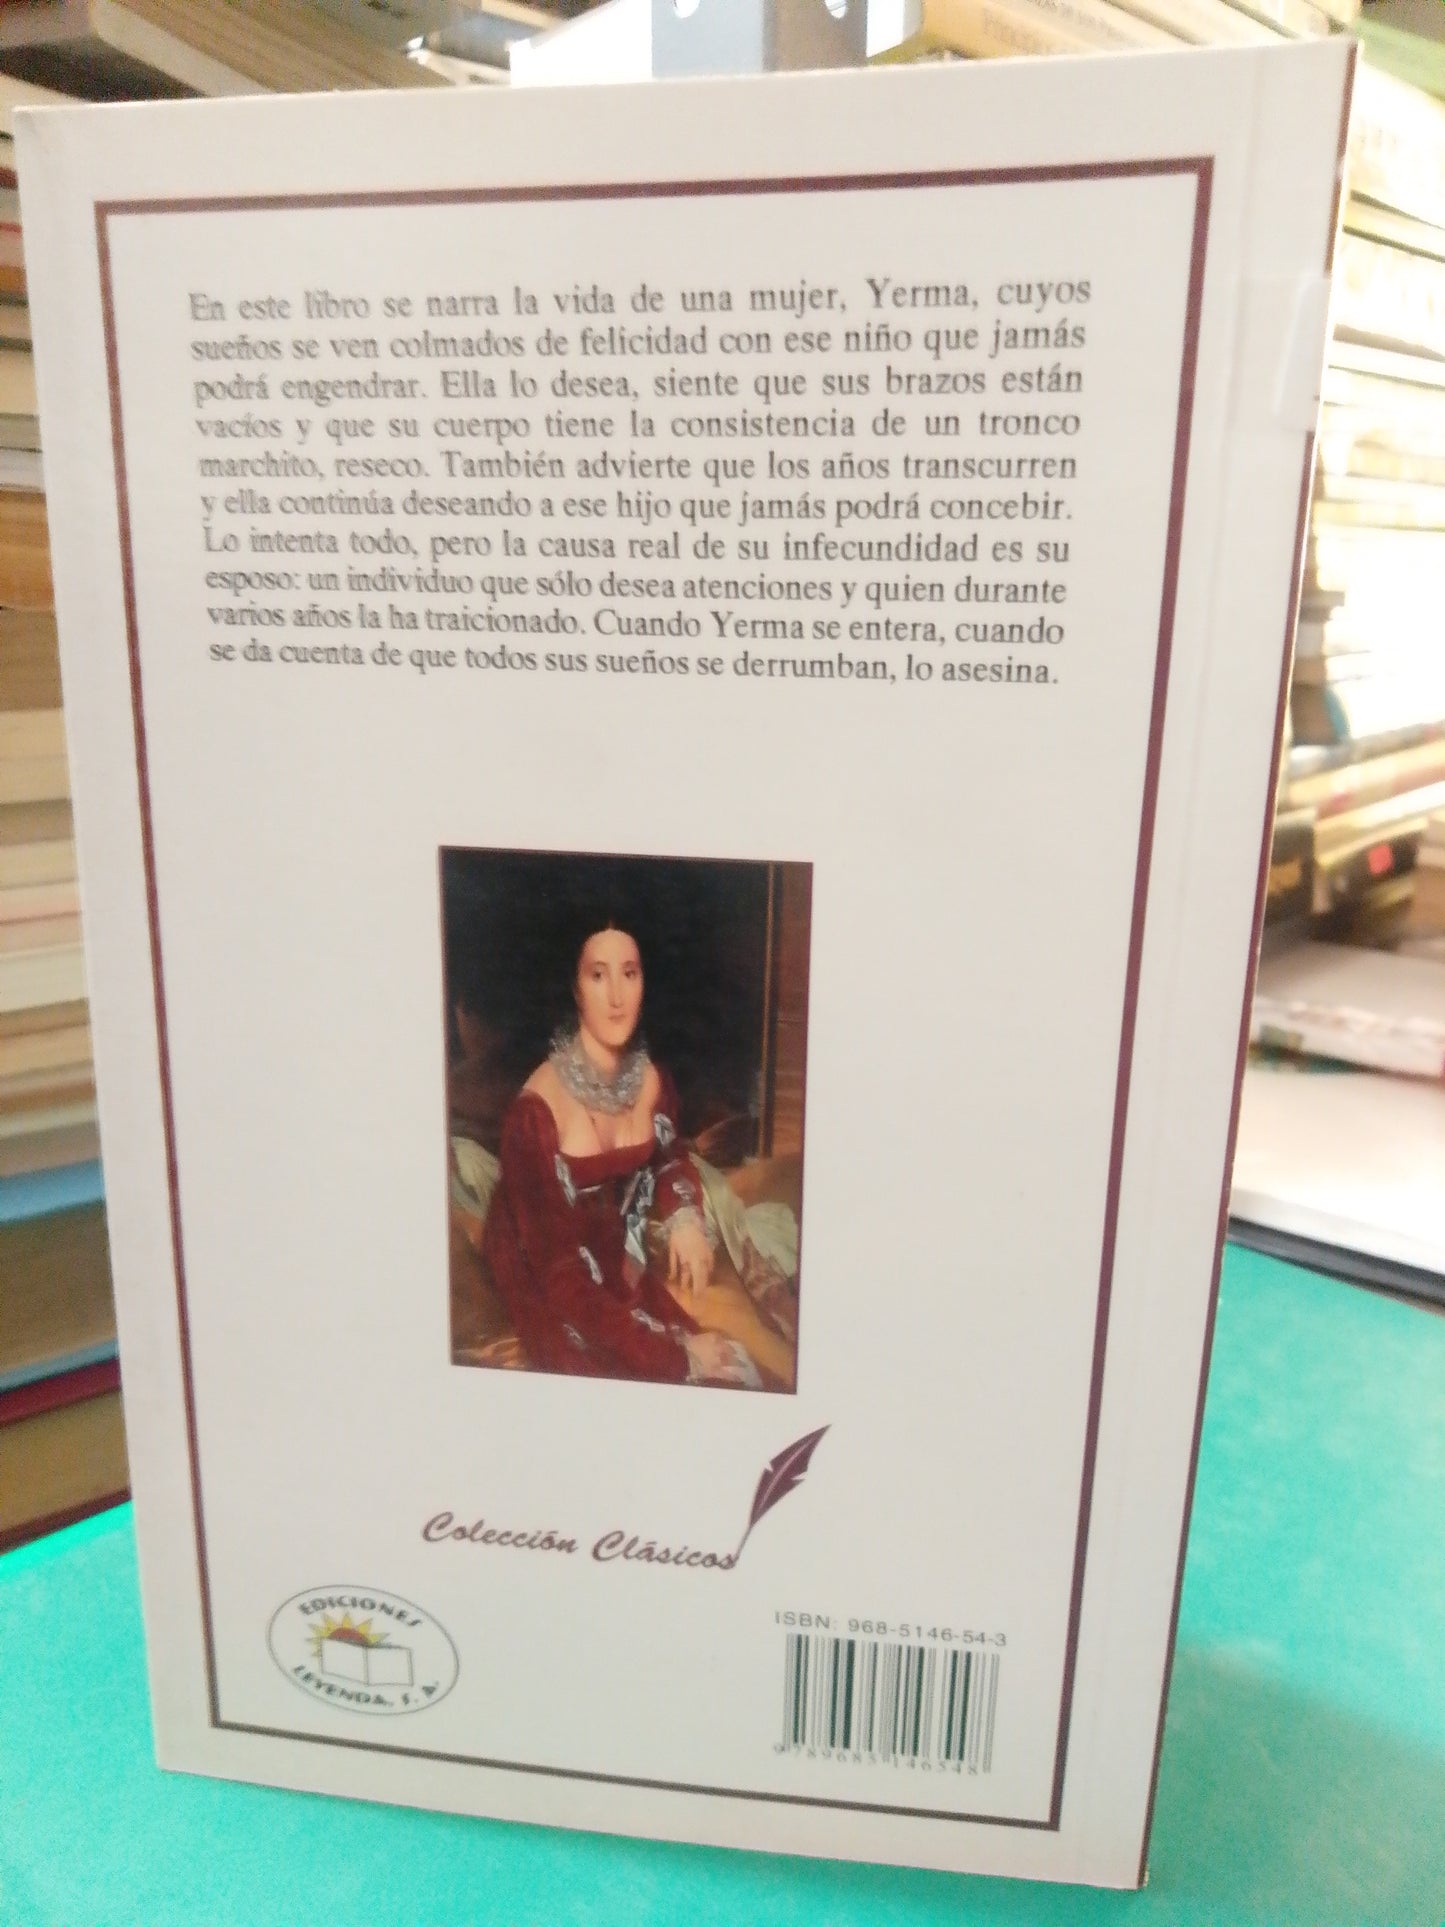 En este libro se narra la vida de una mujer, Yerma, cuyos
sueños se ven colmados de felicidad con ese niño que jamás
podrá engendrar. Ella lo desea, siente que sus brazos están
vacíos y que su cuerpo tiene la consistencia de un tronco
marchito, reseco. También advierte que los años transcurren
y ella continúa deseando a ese hijo que jamás podrá concebir.
Lo intenta todo, pero la causa real de su infecundidad es su
esposo: un individuo que sólo desea atenciones y quien durante
varios años la ha traicionado. Cuando Yerma se entera, cuando
se da cuenta de que todos sus sueños se derrumban, lo asesina.
Colección Clásicos
EDICIONES
LEYENDA, S. A.
ISBN: 968-5146-54-3
9789685146548